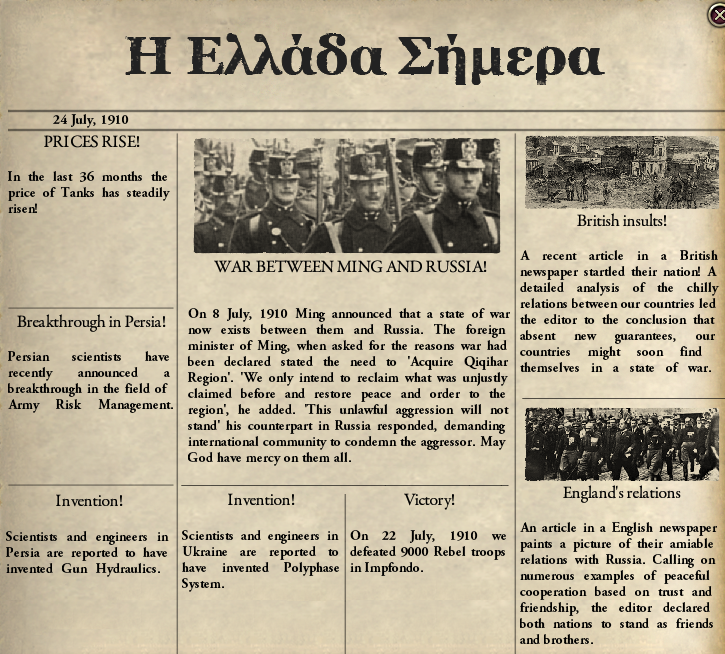 Η Ελλάδα Σήμερα
24 July, 1910
PRICES RISE!
In the last 36 months the
price of Tanks has steadily
risen!
Breakthrough in Persia!
Persian scientists have
recently announced a
breakthrough in the field of
Army Risk Management.
Invention!
Scientists and engineers in
Persia are reported to have
invented Gun Hydraulics.
WAR BETWEEN MING AND RUSSIA!
On 8 July, 1910 Ming announced that a state of war
now exists between them and Russia. The foreign
minister of Ming, when asked for the reasons war had
been declared stated the need to 'Acquire Qiqihar
Region'. 'We only intend to reclaim what was unjustly
claimed before and restore peace and order to the
region', he added. 'This unlawful aggression will not
stand' his counterpart in Russia responded, demanding
international community to condemn the aggressor. May
God have mercy on them all.
Invention!
Scientists and engineers in
Ukraine are reported to
have invented Polyphase
System.
Victory!
On 22 July, 1910 we
defeated 9000 Rebel troops
in Impfondo.
British insults!
A recent article in a British
newspaper startled their nation! A
detailed analysis of the chilly
relations between our countries led
the editor to the conclusion that
absent new guarantees, our
countries might soon find
themselves in a state of war.
England's relations
An article in a English newspaper
paints a picture of their amiable
relations with Russia. Calling on
numerous examples of peaceful
cooperation based on trust and
friendship, the editor declared
both nations to stand as friends
and brothers.